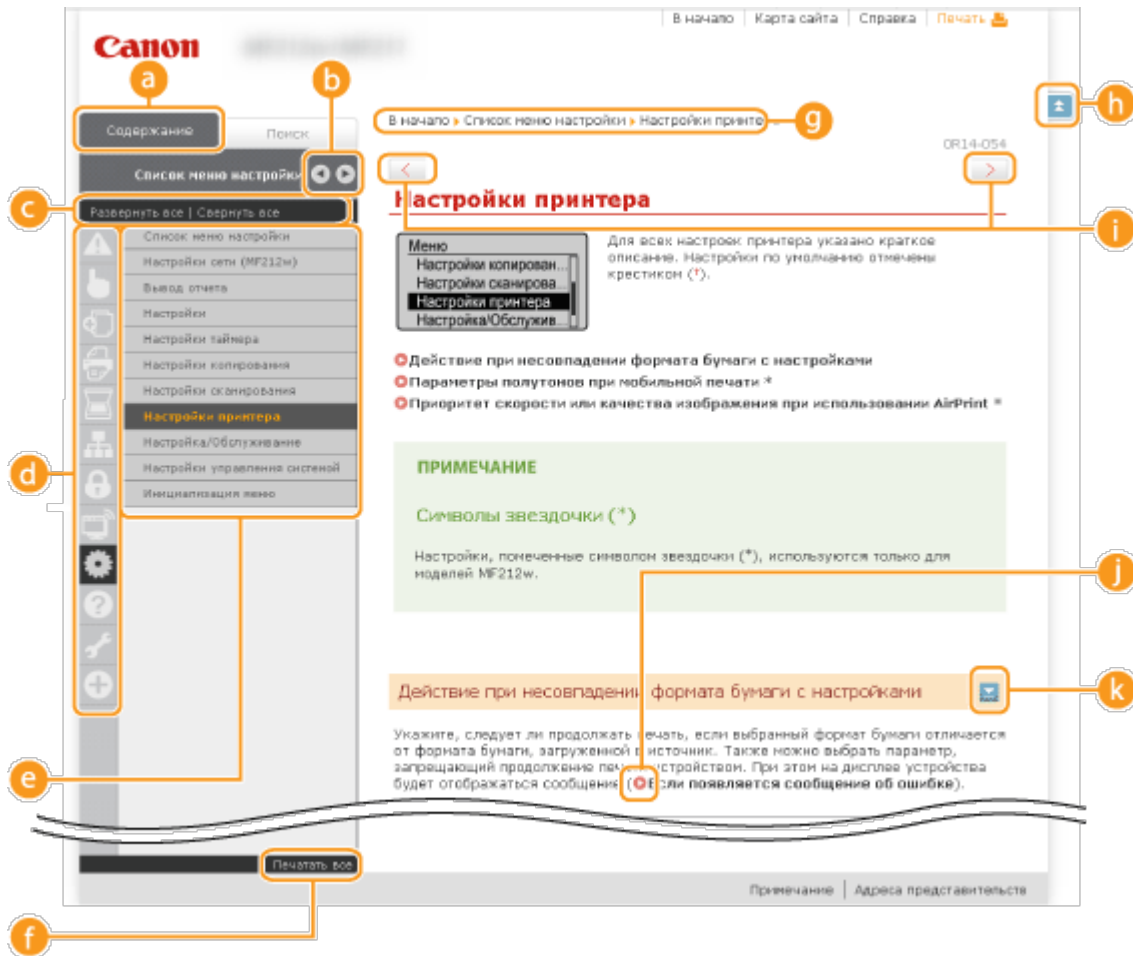 В начало | Карта сайта | Справка | Печать
Canon
a
b
h
Содержание
Поиск
В начало ▸ Список меню настройки ▸ Настройки принте
g
0R14-054
Список меню настройки
< >
Настройки принтера
c
Развернуть все | Свернуть все
i
Список меню настройки
Настройки сети (MF212w)
Вывод отчета
Настройки
Настройки таймера
Настройки копирования
Настройки сканирования
Настройки принтера
Настройка/Обслуживание
Настройки управления системой
Инициализация меню
d
e
Меню
Настройки копирован...
Настройки сканирова...
Настройки принтера
Настройка/Обслужив...
Для всех настроек принтера указано краткое
описание. Настройки по умолчанию отмечены
крестиком (†).
Действие при несовпадении формата бумаги с настройками
Параметры полутонов при мобильной печати *
Приоритет скорости или качества изображения при использовании AirPrint *
ПРИМЕЧАНИЕ
Символы звездочки (*)
Настройки, помеченные символом звездочки (*), используются только для
моделей MF212w.
j
Действие при несовпадении формата бумаги с настройками
k
Укажите, следует ли продолжать печать, если выбранный формат бумаги отличается
от формата бумаги, загруженной в источник. Также можно выбрать параметр,
запрещающий продолжение печати устройством. При этом на дисплее устройства
будет отображаться сообщение (Если появляется сообщение об ошибке).
Печатать все
f
Примечание | Адреса представительств